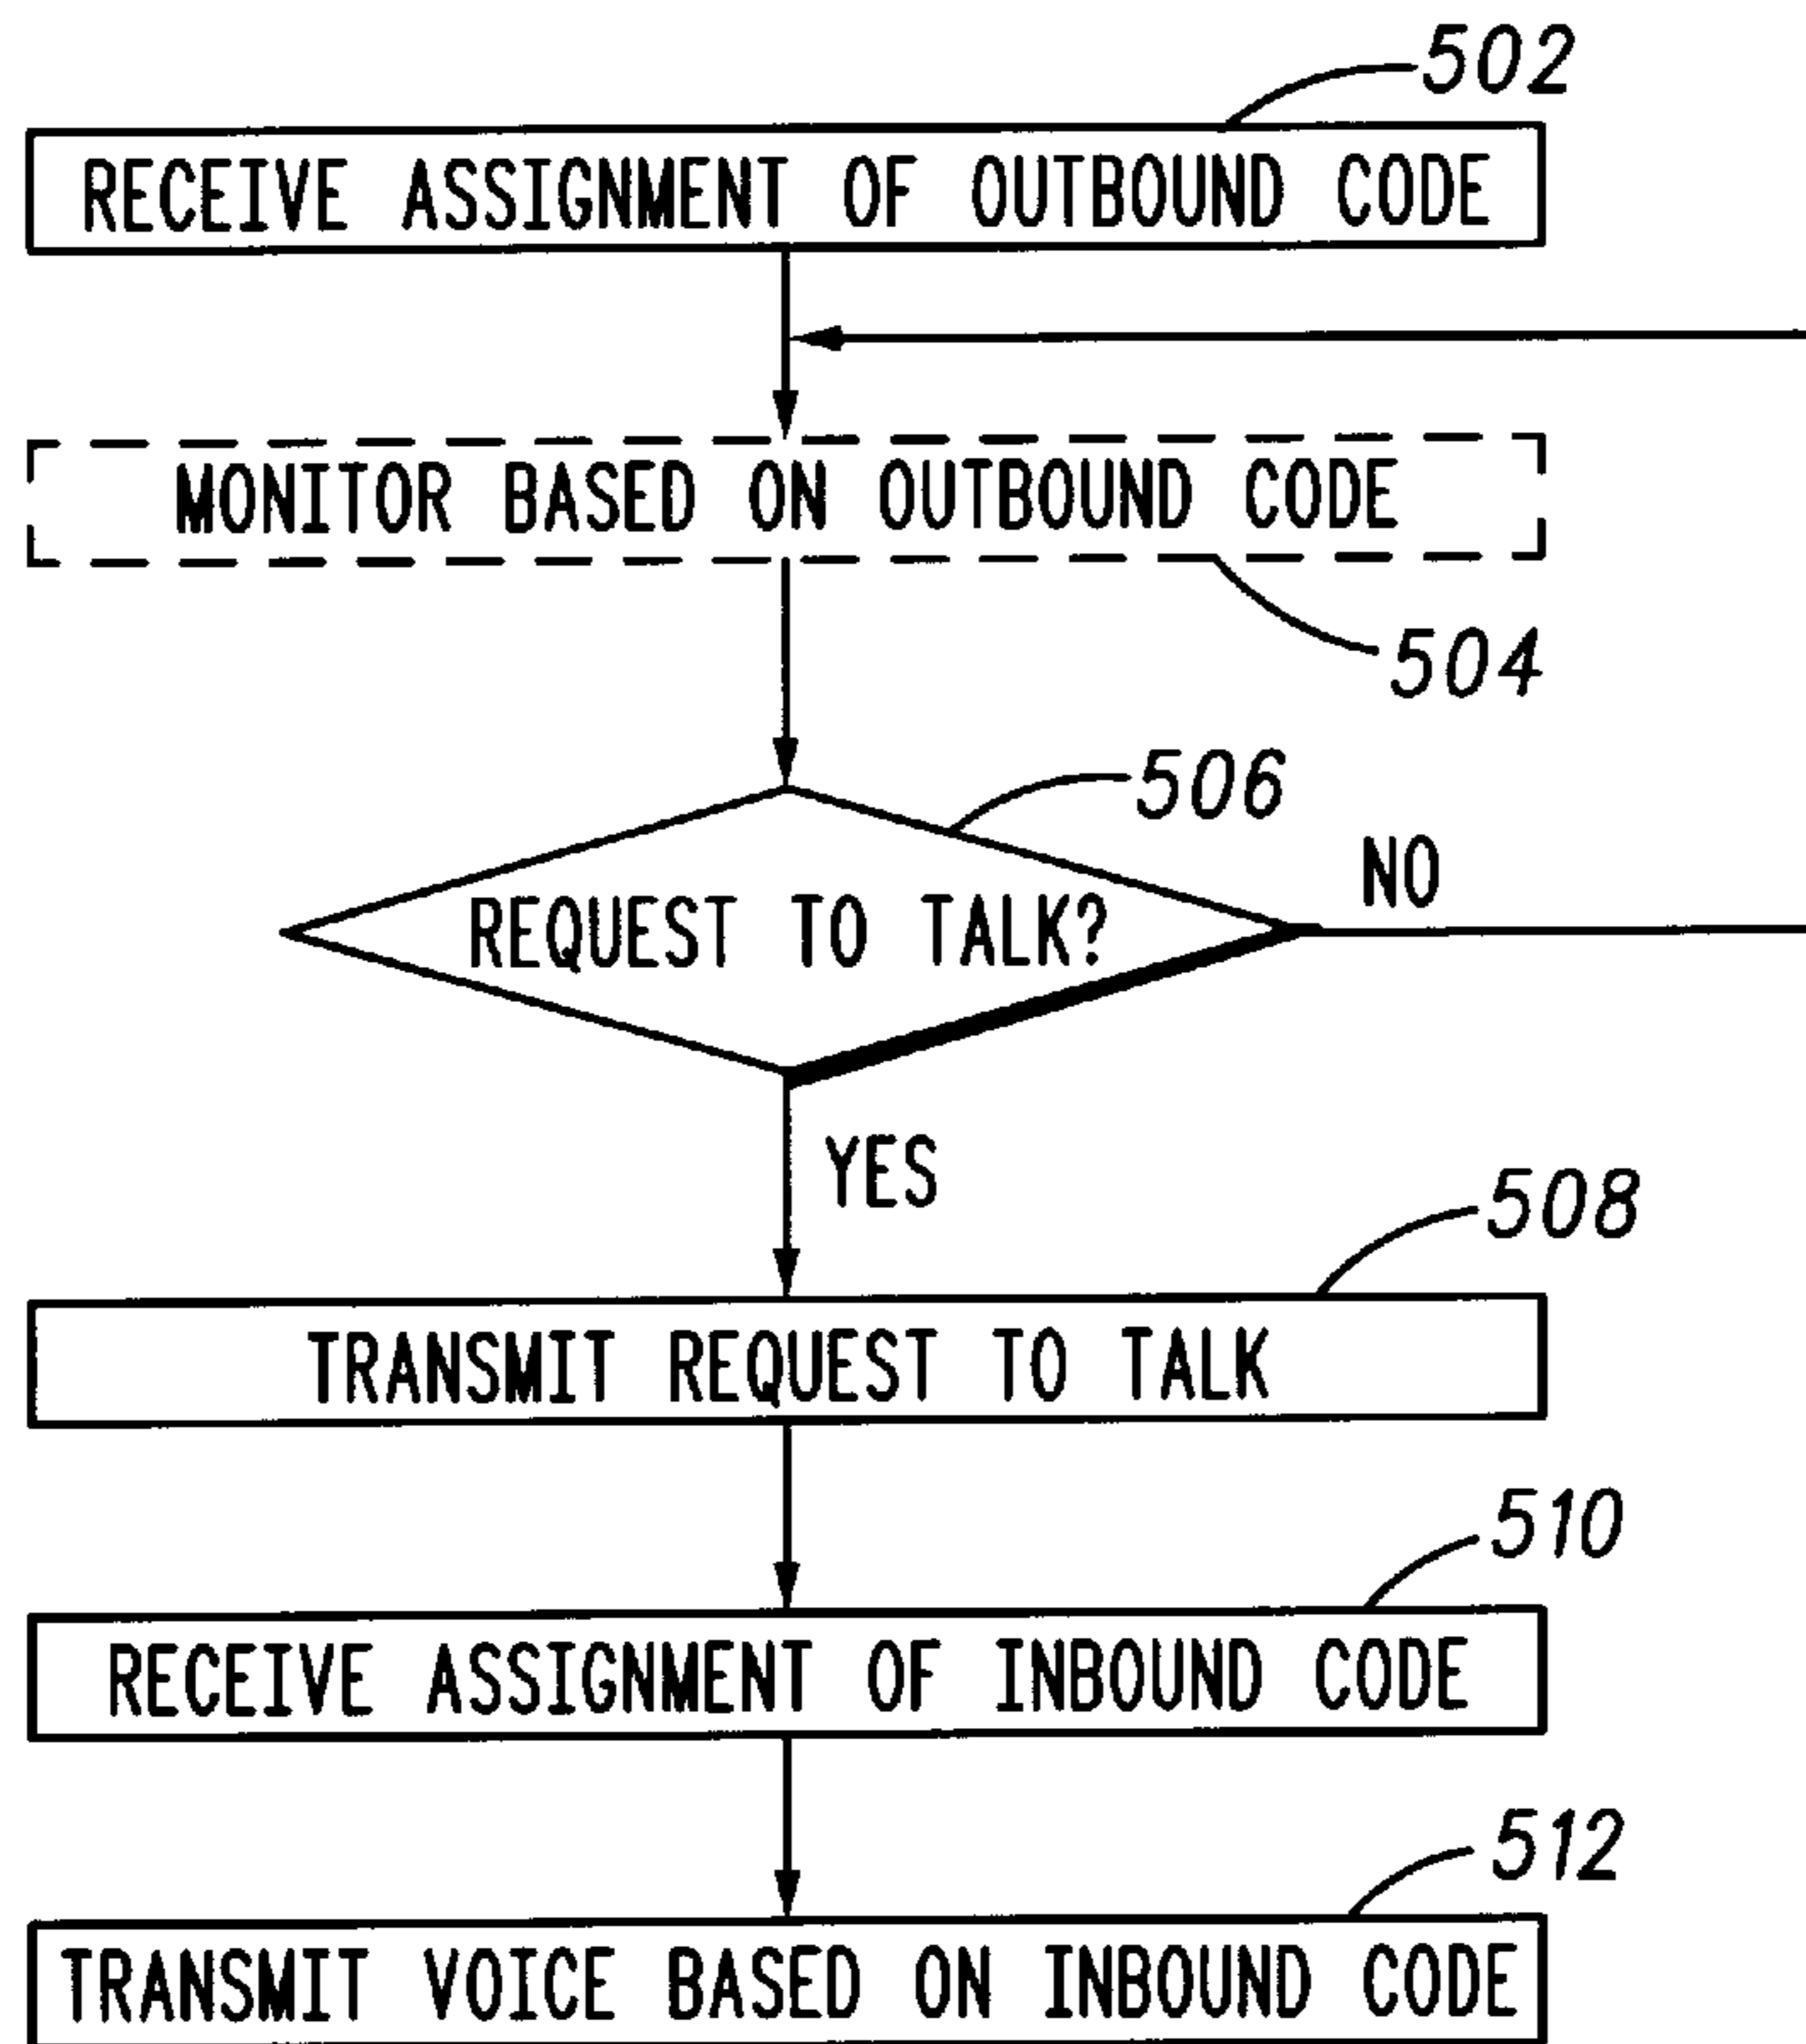 502
RECEIVE ASSIGNMENT OF OUTBOUND CODE
MONITOR BASED ON OUTBOUND CODE
504
506
REQUEST TO TALK?
NO
YES
508
TRANSMIT REQUEST TO TALK
510
RECEIVE ASSIGNMENT OF INBOUND CODE
512
TRANSMIT VOICE BASED ON INBOUND CODE